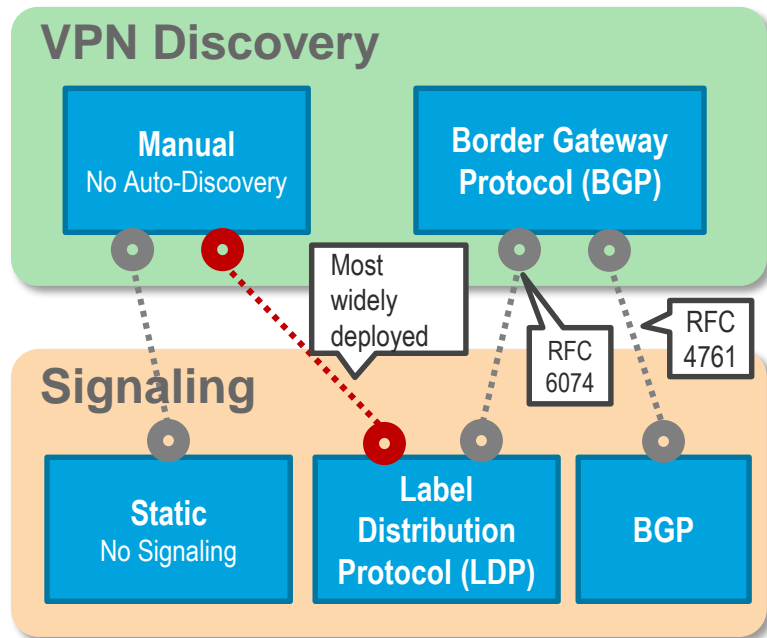 VPN Discovery
Manual
No Auto-Discovery
Border Gateway
Protocol (BGP)
Most
widely
deployed
RFC
6074
RFC
4761
Signaling
Static
No Signaling
Label
Distribution
Protocol (LDP)
BGP